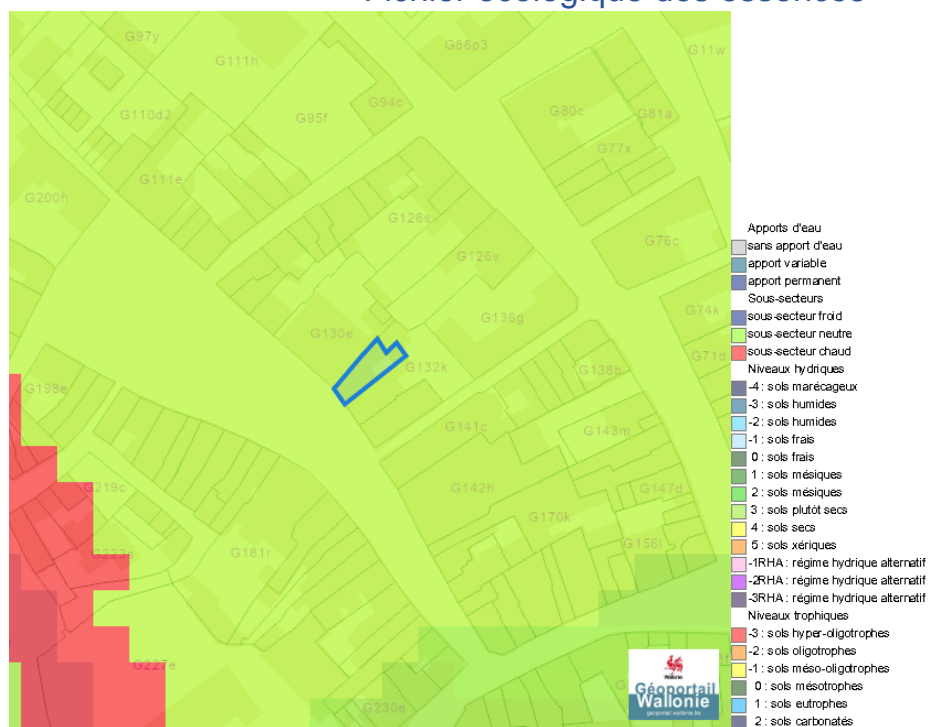 Fichier écologique des essences
G97y
G86p3
G11w
G111h
G94c
G80c
G81a
G110d2
G95f
G77x
G111e
G200h
G126s
G76c
G126v
G74k
G136g
G130e
G71d
G132k
G138b
G198e
G141c
G143m
G219c
G142h
G147d
G170k
G181r
G156l
G227e
G230e
Wallonie
Géoportail
Wallonie
geoportail.wallonie.be
Apports d'eau
sans apport d'eau
apport variable
apport permanent
Sous-secteurs
sous-secteur froid
sous-secteur neutre
sous-secteur chaud
Niveaux hydriques
-4 : sols marécageux
-3 : sols humides
-2 : sols humides
-1 : sols frais
0 : sols frais
1 : sols mésiques
2 : sols mésiques
3 : sols plutôt secs
4 : sols secs
5 : sols xériques
-1RHA : régime hydrique alternatif
-2RHA : régime hydrique alternatif
-3RHA : régime hydrique alternatif
Niveaux trophiques
-3 : sols hyper-oligotrophes
-2 : sols oligotrophes
-1 : sols méso-oligotrophes
0 : sols mésotrophes
1 : sols eutrophes
2 : sols carbonatés